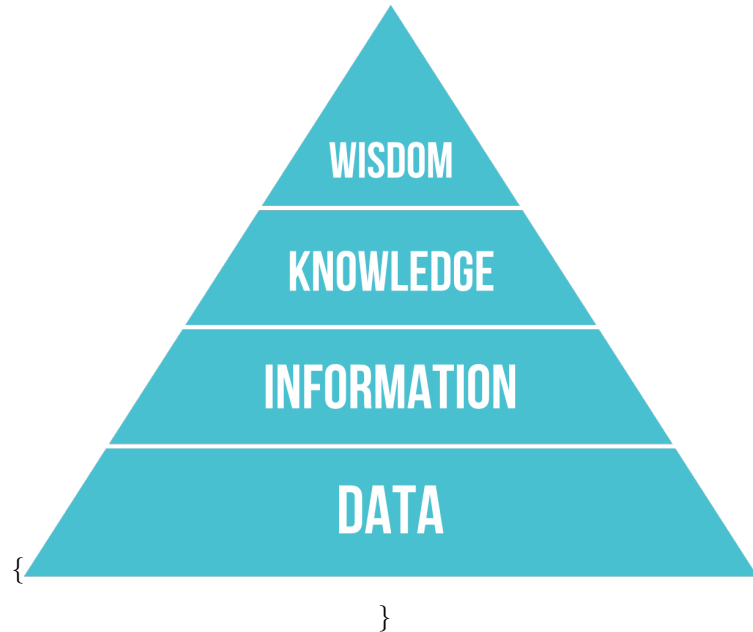 WISDOM
KNOWLEDGE
INFORMATION
DATA
{
}